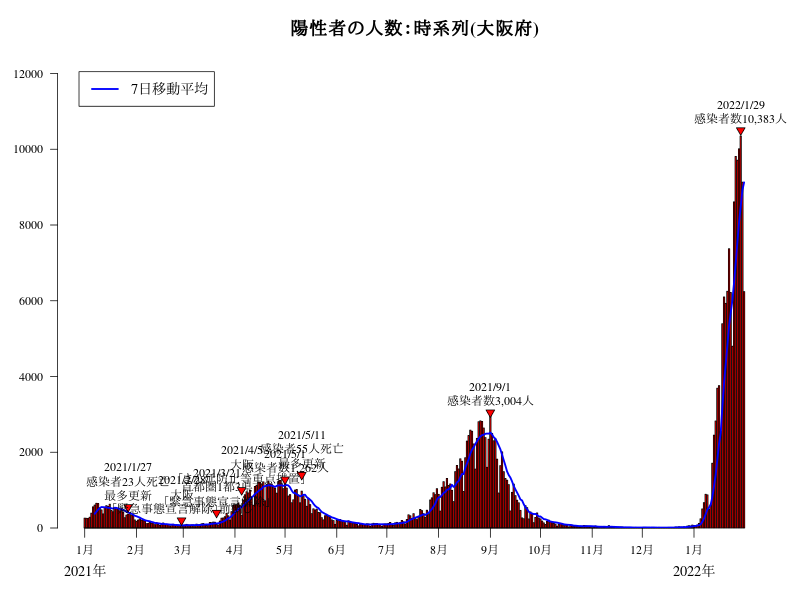 陽性者の人数:時系列(大阪府)
12000
10000
8000
6000
4000
2000
0
7日移動平均
2022/1/29
感染者数10,383人
2021/9/1
感染者数3,004人
2021/5/11
感染者55人死亡
最多更新
2021/1/27
感染者23人死亡
最多更新
1月
2月
3月
4月
5月
6月
7月
8月
9月
10月
11月
12月
1月
2021年
2022年